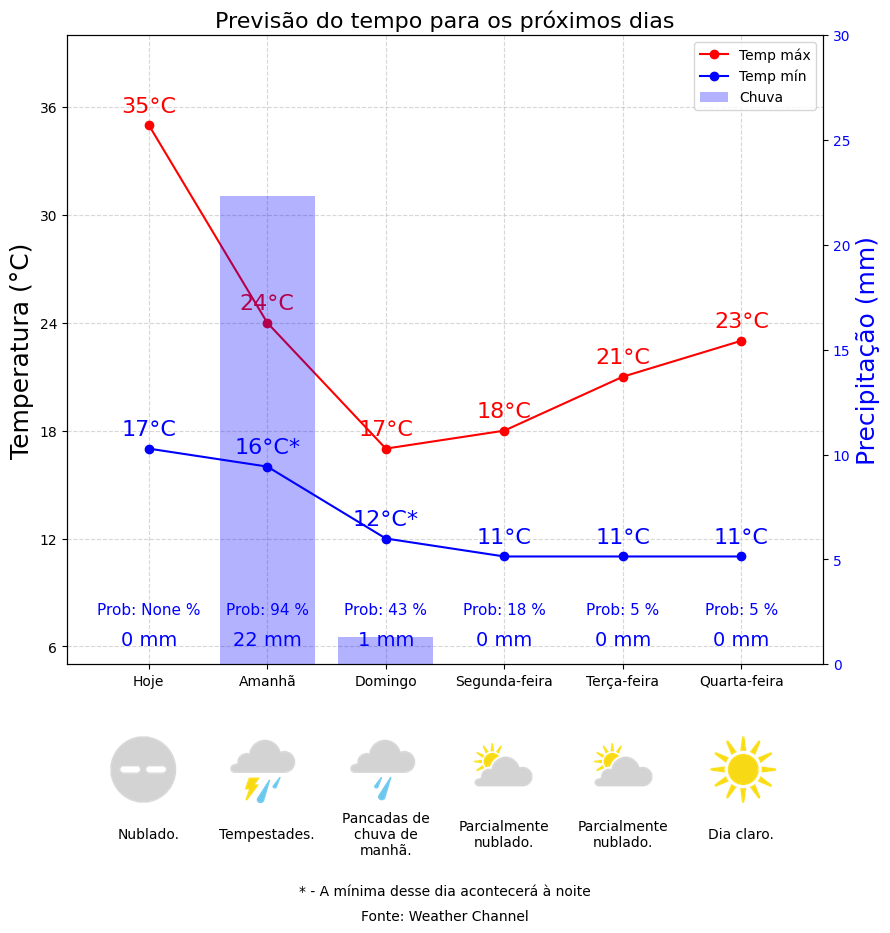 Previsão do tempo para os próximos dias
Temp máx
Temp mín
Chuva
Temperatura (°C)
36
30
24
18
12
6
Precipitação (mm)
30
25
20
15
10
5
0
35°C
24°C
17°C
18°C
21°C
23°C
17°C
16°C*
12°C*
11°C
11°C
11°C
Prob: None %
Prob: 94 %
Prob: 43 %
Prob: 18 %
Prob: 5 %
Prob: 5 %
0 mm
22 mm
1 mm
0 mm
0 mm
0 mm
Hoje
Amanhã
Domingo
Segunda-feira
Terça-feira
Quarta-feira
Nublado.
Tempestades.
Pancadas de
chuva de
manhã.
Parcialmente
nublado.
Parcialmente
nublado.
Dia claro.
* - A mínima desse dia acontecerá à noite
Fonte: Weather Channel